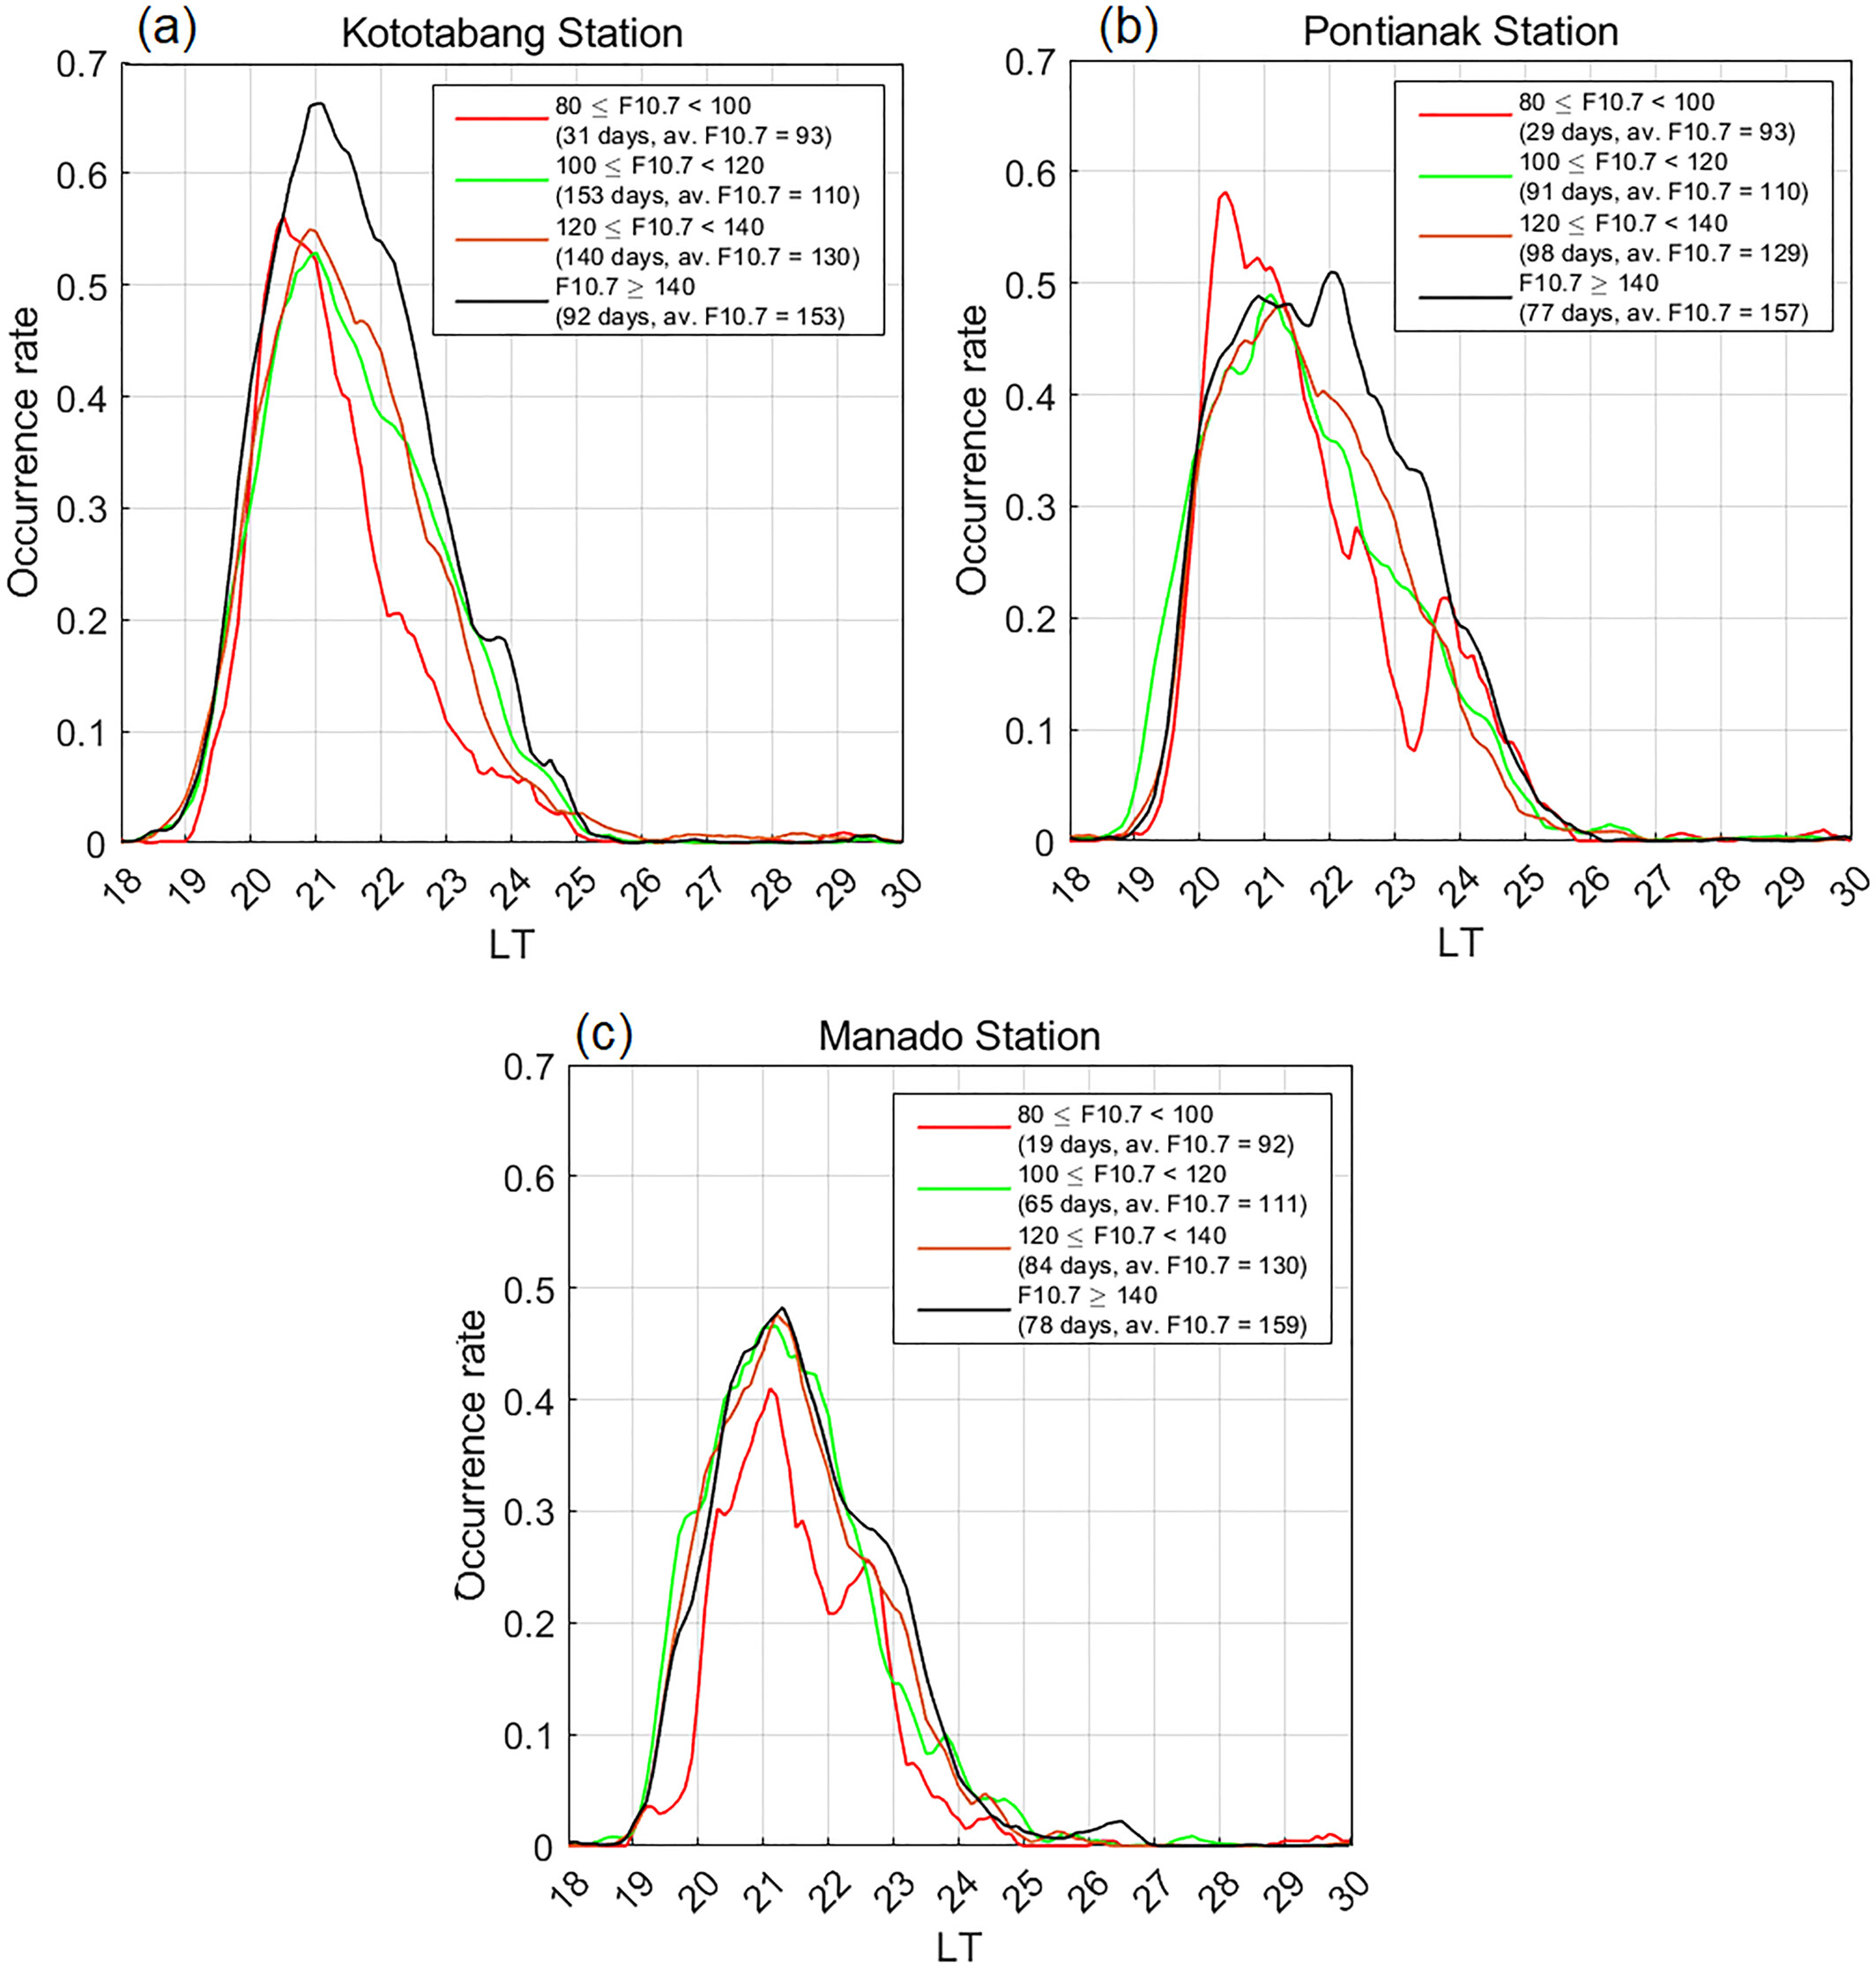 (a)
Kototabang Station
0.7
0.6
0.5
0.4
0.3
0.2
0.1
0
Occurrence rate
80 ≤ F10.7 < 100
(31 days, av. F10.7 = 93)
100 ≤ F10.7 < 120
(153 days, av. F10.7 = 110)
120 ≤ F10.7 < 140
(140 days, av. F10.7 = 130)
F10.7 ≥ 140
(92 days, av. F10.7 = 153)
18 19 20 21 22 23 24 25 26 27 28 29 30
LT
(b)
Pontianak Station
0.7
0.6
0.5
0.4
0.3
0.2
0.1
0
Occurrence rate
80 ≤ F10.7 < 100
(29 days, av. F10.7 = 93)
100 ≤ F10.7 < 120
(91 days, av. F10.7 = 110)
120 ≤ F10.7 < 140
(98 days, av. F10.7 = 129)
F10.7 ≥ 140
(77 days, av. F10.7 = 157)
18 19 20 21 22 23 24 25 26 27 28 29 30
LT
(c)
Manado Station
0.7
0.6
0.5
0.4
0.3
0.2
0.1
0
Occurrence rate
80 ≤ F10.7 < 100
(19 days, av. F10.7 = 92)
100 ≤ F10.7 < 120
(65 days, av. F10.7 = 111)
120 ≤ F10.7 < 140
(84 days, av. F10.7 = 130)
F10.7 ≥ 140
(78 days, av. F10.7 = 159)
18 19 20 21 22 23 24 25 26 27 28 29 30
LT